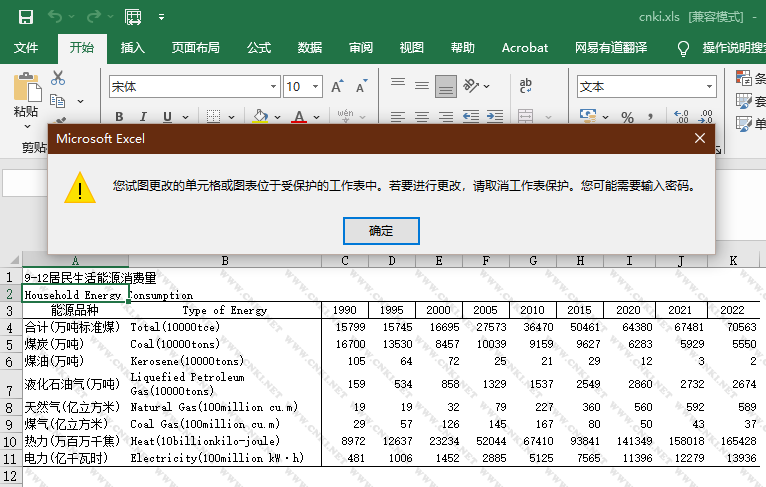 cnki.xls [兼容模式] -
文件 开始 插入 页面布局 公式 数据 审阅 视图 帮助 Acrobat 网易有道翻译 操作说明搜索
粘贴 宋体 10 A A ab 文本 条
B I U A wén % , 套
剪贴 单
Microsoft Excel
您试图更改的单元格或图表位于受保护的工作表中。若要进行更改，请取消工作表保护。您可能需要输入密码。
确定
A B C D E F G H I J K
1 9-12居民生活能源消费量
2 Household Energy Consumption
3 能源品种 Type of Energy 1990 1995 2000 2005 2010 2015 2020 2021 2022
4 合计(万吨标准煤) Total(10000tce) 15799 15745 16695 27573 36470 50461 64380 67481 70563
5 煤炭(万吨) Coal(10000tons) 16700 13530 8457 10039 9159 9627 6283 5929 5550
6 煤油(万吨) Kerosene(10000tons) 105 64 72 25 21 29 12 3 2
7 液化石油气(万吨) Liquefied Petroleum
Gas(10000tons) 159 534 858 1329 1537 2549 2860 2732 2674
8 天然气(亿立方米) Natural Gas(100million cu.m) 19 19 32 79 227 360 560 592 589
9 煤气(亿立方米) Coal Gas(100million cu.m) 29 57 126 145 167 80 50 43 37
10 热力(万百万千焦) Heat(10billionkilo-joule) 8972 12637 23234 52044 67410 93841 141349 158018 165428
11 电力(亿千瓦时) Electricity(100million kW·h) 481 1006 1452 2885 5125 7565 11396 12279 13936
12
WWW.CNKI.NET